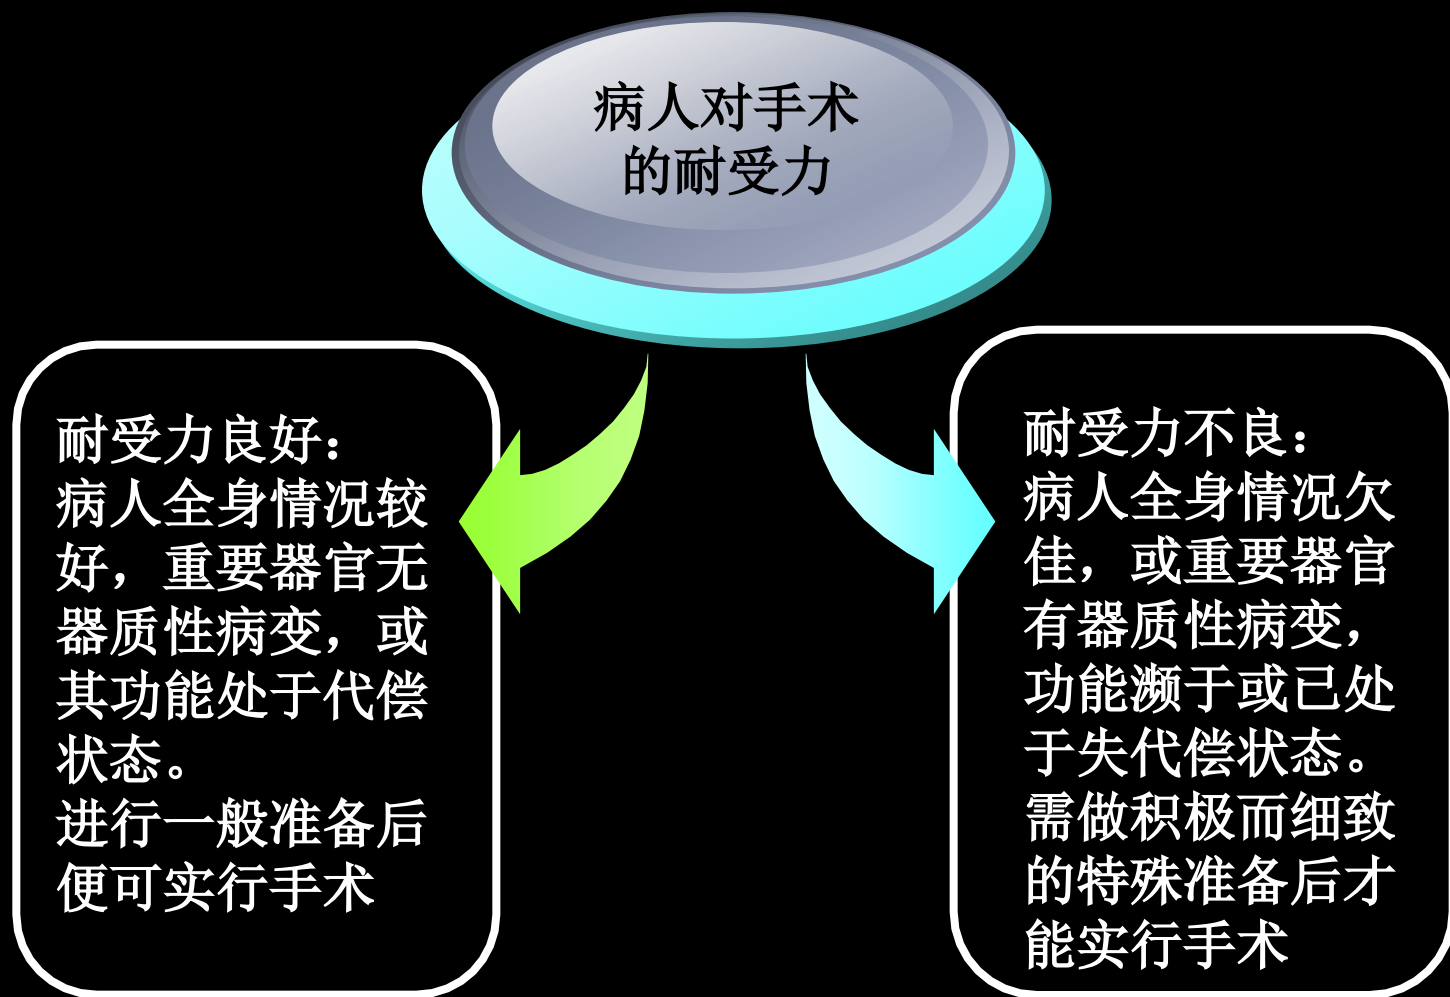 病人对手术
的耐受力
耐受力良好：
病人全身情况较
好，重要器官无
器质性病变，或
其功能处于代偿
状态。
进行一般准备后
便可实行手术
耐受力不良：
病人全身情况欠
佳，或重要器官
有器质性病变，
功能濒于或已处
于失代偿状态。
需做积极而细致
的特殊准备后才
能实行手术